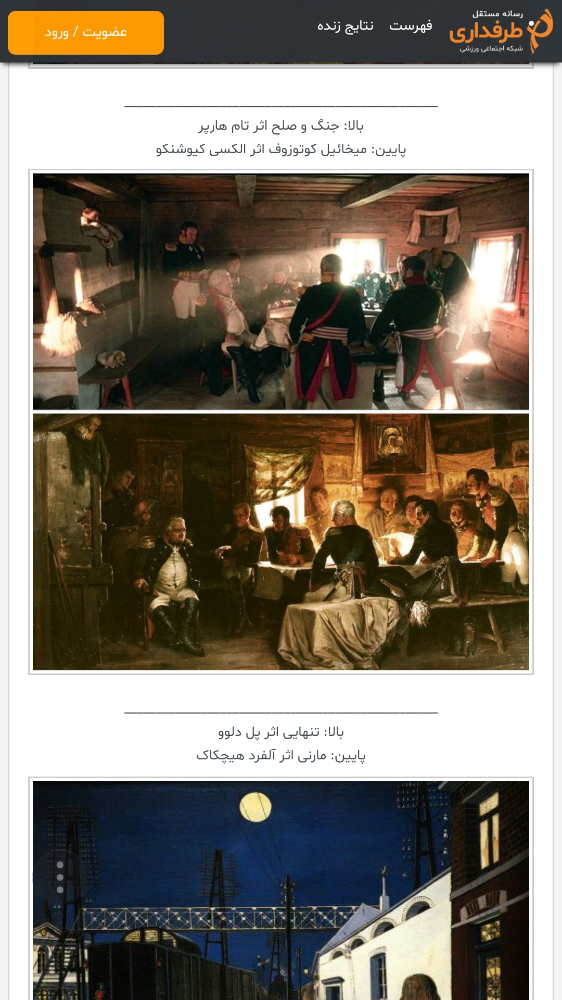 رسانه مستقل
طرفداری
شبکه اجتماعی ورزشی
فهرست
نتایج زنده
عضویت / ورود
بالا: جنگ و صلح اثر تام هارپر
پایین: میخائیل کوتوزوف اثر الکسی کیوشنکو
بالا: تنهایی اثر پل دلوو
پایین: مارنی اثر آلفرد هیچکاک